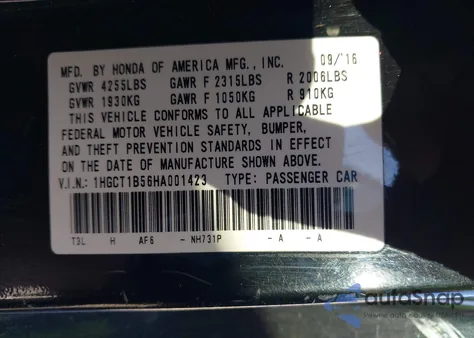 MFD. BY HONDA OF AMERICA MFG., INC. 09/'16
GVWR 4255LBS GAWR F 2315LBS R 2006LBS
GVWR 1930KG GAWR F 1050KG R 910KG
THIS VEHICLE CONFORMS TO ALL APPLICABLE
FEDERAL MOTOR VEHICLE SAFETY, BUMPER,
AND THEFT PREVENTION STANDARDS IN EFFECT
ON THE DATE OF MANUFACTURE SHOWN ABOVE.
V.I.N.: 1HGCT1B56HA001423 TYPE: PASSENGER CAR
T3L H AF6 - NH731P - A - A
autoSnap